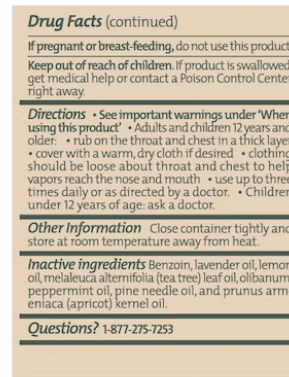 Drug Facts (continued)
If pregnant or breast-feeding, do not use this product
Keep out of reach of children. If product is swallowed
get medical help or contact a Poison Control Cente
right away.
Directions • See important warnings under 'When
using this product' • Adults and children 12 years and
older: • rub on the throat and chest in a thick layer
• cover with a warm, dry cloth if desired • clothing
should be loose about throat and chest to help
vapors reach the nose and mouth • use up to three
times daily or as directed by a doctor. • Children
under 12 years of age: ask a doctor.
Other Information Close container tightly and
store at room temperature away from heat.
Inactive ingredients Benzoin, lavender oil, lemon
oil, melaleuca alternifolia (tea tree) leaf oil, olibanum
peppermint oil, pine needle oil, and prunus arm
eniaca (apricot) kernel oil.
Questions? 1-877-275-7253